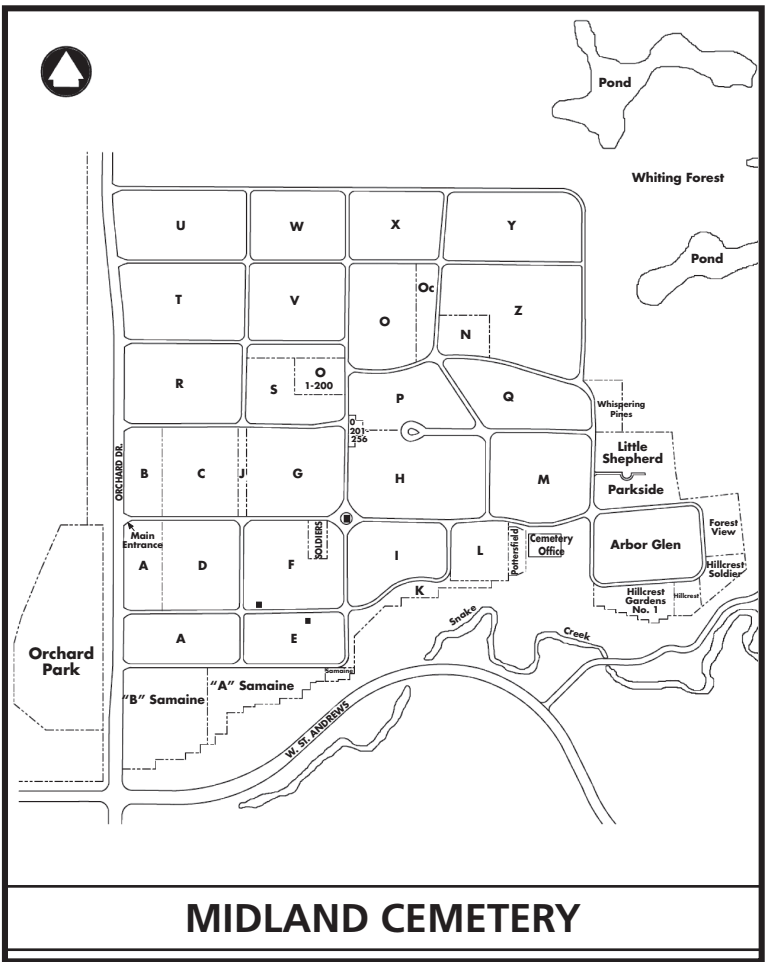 Pond
Whiting Forest
Pond
U
W
X
Y
T
V
O
Oc
Z
N
R
S
O
1-200
P
Q
Whispering
Pines
0
201-
256
ORCHARD DR.
B
C
J
G
H
M
Little
Shepherd
Parkside
Main
Entrance
A
D
F
SOLDIERS
I
L
Pottersfield
Cemetery
Office
Arbor Glen
Forest
View
Hillcrest
Soldier
K
Hillcrest
Gardens
No. 1
Hillcrest
Snake
Creek
A
E
Orchard
Park
Samaine
"B" Samaine
"A" Samaine
W. ST. ANDREWS
MIDLAND CEMETERY